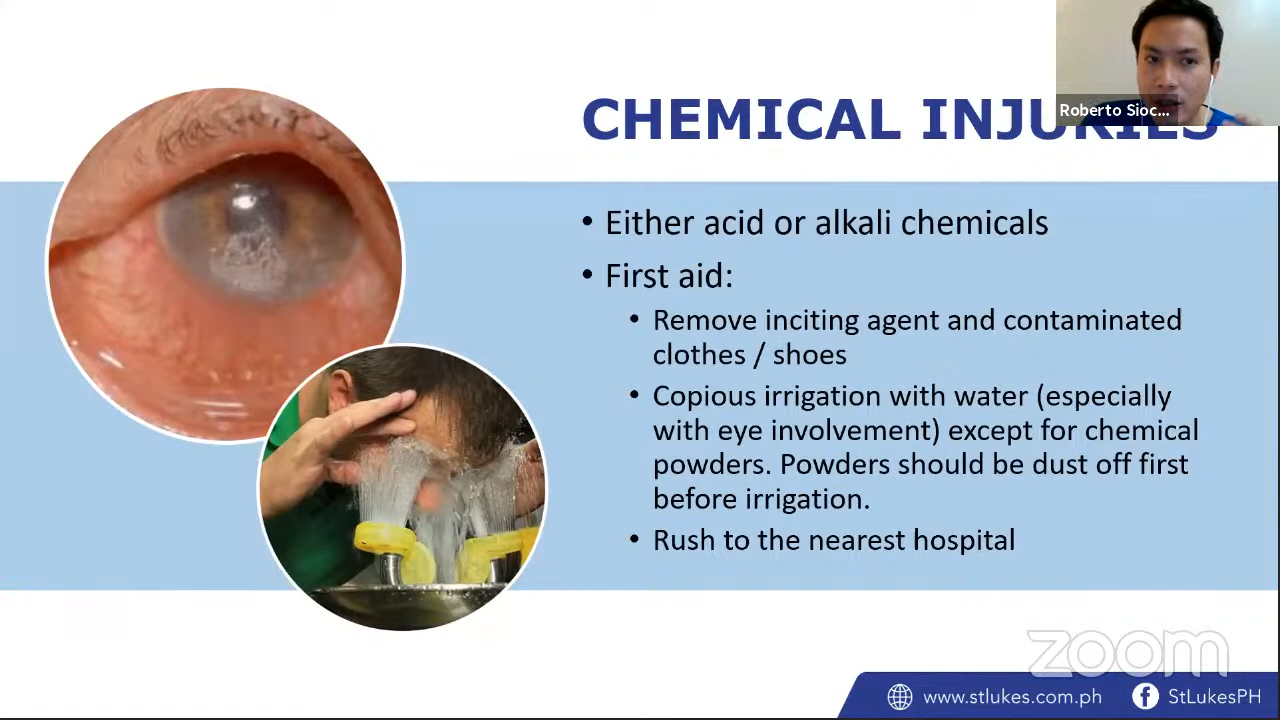 CHEMICAL INJURIES
Roberto Sioc...
• Either acid or alkali chemicals
• First aid:
• Remove inciting agent and contaminated
clothes / shoes
• Copious irrigation with water (especially
with eye involvement) except for chemical
powders. Powders should be dust off first
before irrigation.
• Rush to the nearest hospital
zoom
www.stlukes.com.ph
StLukesPH